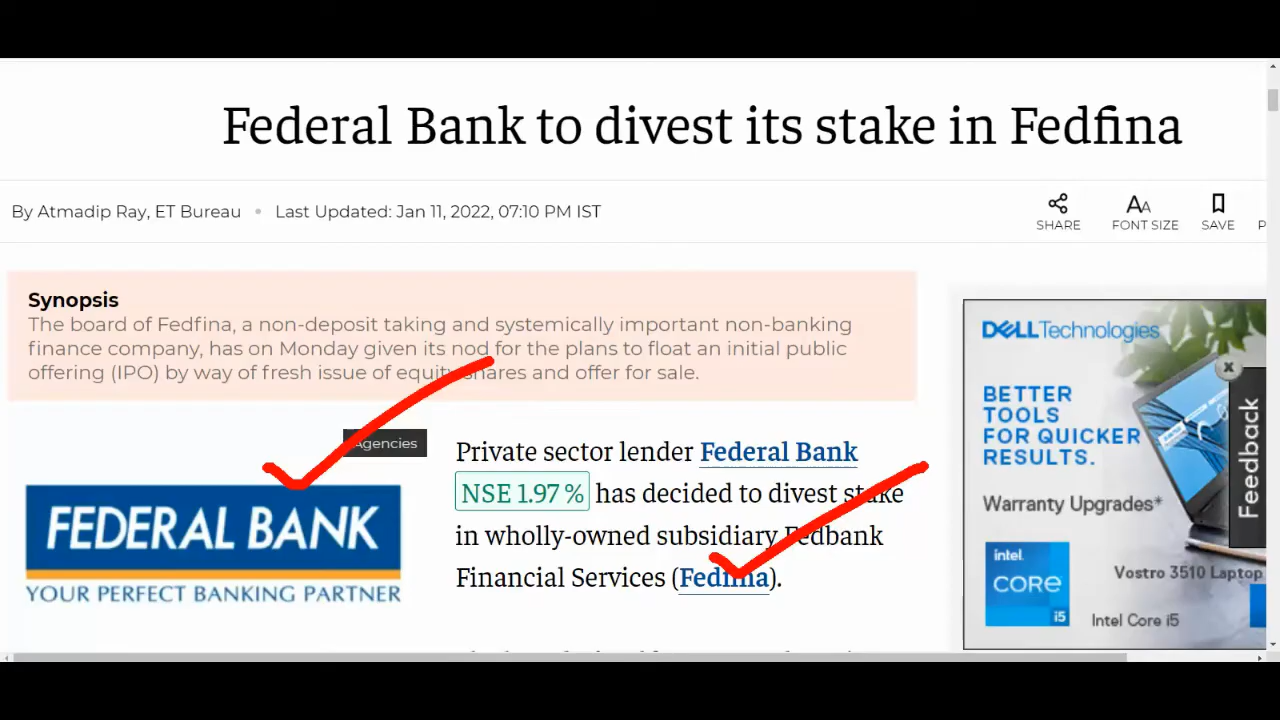 Federal Bank to divest its stake in Fedfina
By Atmadip Ray, ET Bureau • Last Updated: Jan 11, 2022, 07:10 PM IST
SHARE
FONT SIZE
SAVE
Synopsis
The board of Fedfina, a non-deposit taking and systemically important non-banking
finance company, has on Monday given its nod for the plans to float an initial public
offering (IPO) by way of fresh issue of equity shares and offer for sale.
Agencies
FEDERAL BANK
YOUR PERFECT BANKING PARTNER
Private sector lender Federal Bank
NSE 1.97 % has decided to divest stake
in wholly-owned subsidiary Fedbank
Financial Services (Fedfina).
DELL Technologies
BETTER
TOOLS
FOR QUICKER
RESULTS.
Warranty Upgrades*
intel
CORE
i5
Vostro 3510 Laptop
Intel Core i5
Feedback